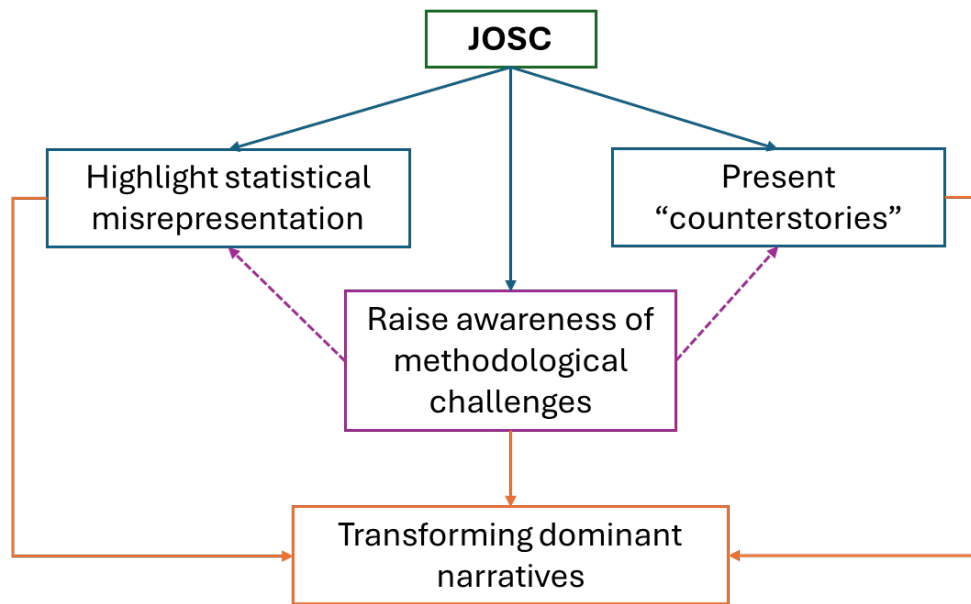 JOSC
Highlight statistical
misrepresentation
Present
“counterstories”
Raise awareness of
methodological
challenges
Transforming dominant
narratives